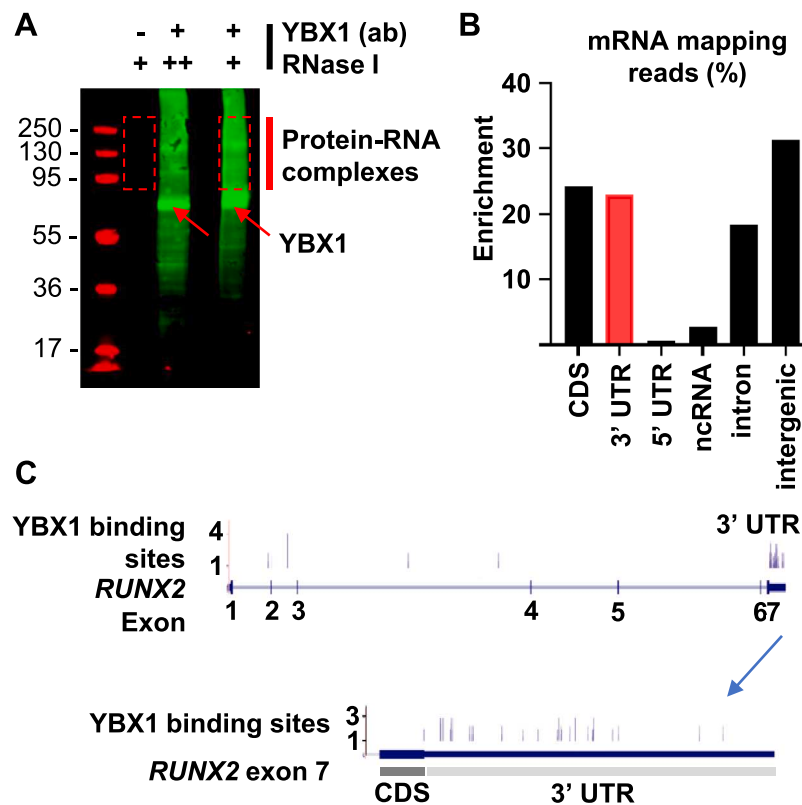 A
- + + YBX1 (ab)
+ ++ + RNase I
250 -
130 -
95 -
55 -
36 -
17 -
Protein-RNA
complexes
YBX1
B
mRNA mapping
reads (%)
Enrichment
40
30
20
10
CDS
3’ UTR
5’ UTR
ncRNA
intron
intergenic
C
YBX1 binding
sites
4
1
3’ UTR
RUNX2
Exon
1 2 3 4 5 67
YBX1 binding sites
3
1
RUNX2 exon 7
CDS 3’ UTR